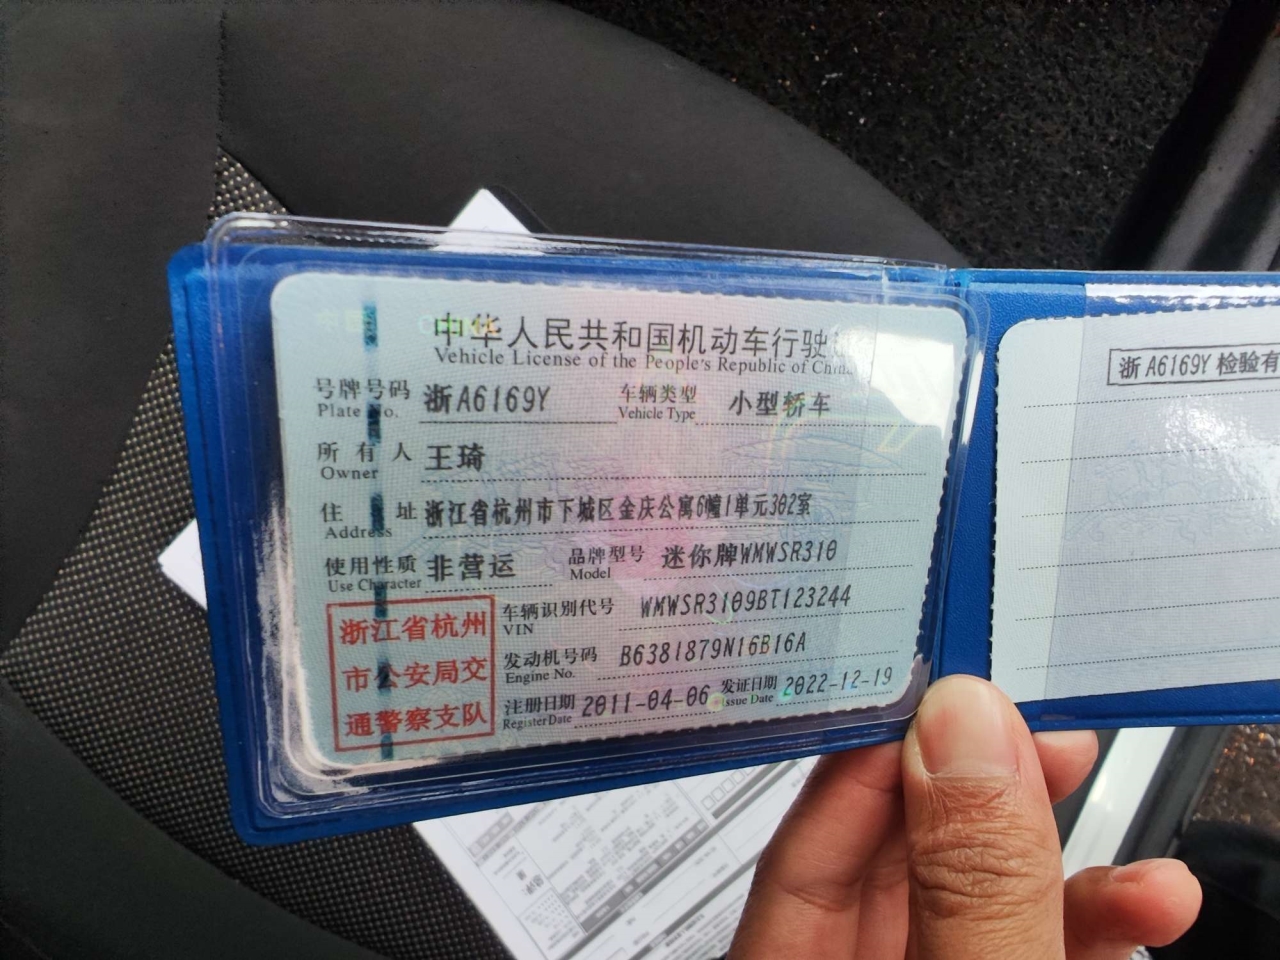 中华人民共和国机动车行驶
Vehicle License of the People's Republic of China
号牌号码 浙A6169Y 车辆类型 小型轿车
Plate No. Vehicle Type
所有人 王琦
Owner
住址 浙江省杭州市下城区金庆公寓6幢1单元302室
Address
使用性质 非营运 品牌型号 迷你牌WMWSR310
Use Character Model
浙江省杭州
市公安局交
通警察支队
车辆识别代号 WMWSR3109BT123244
VIN
发动机号码 B6381879N16B16A
Engine No.
注册日期 2011-04-06 发证日期 2022-12-19
Register Date Issue Date
浙A6169Y检验有